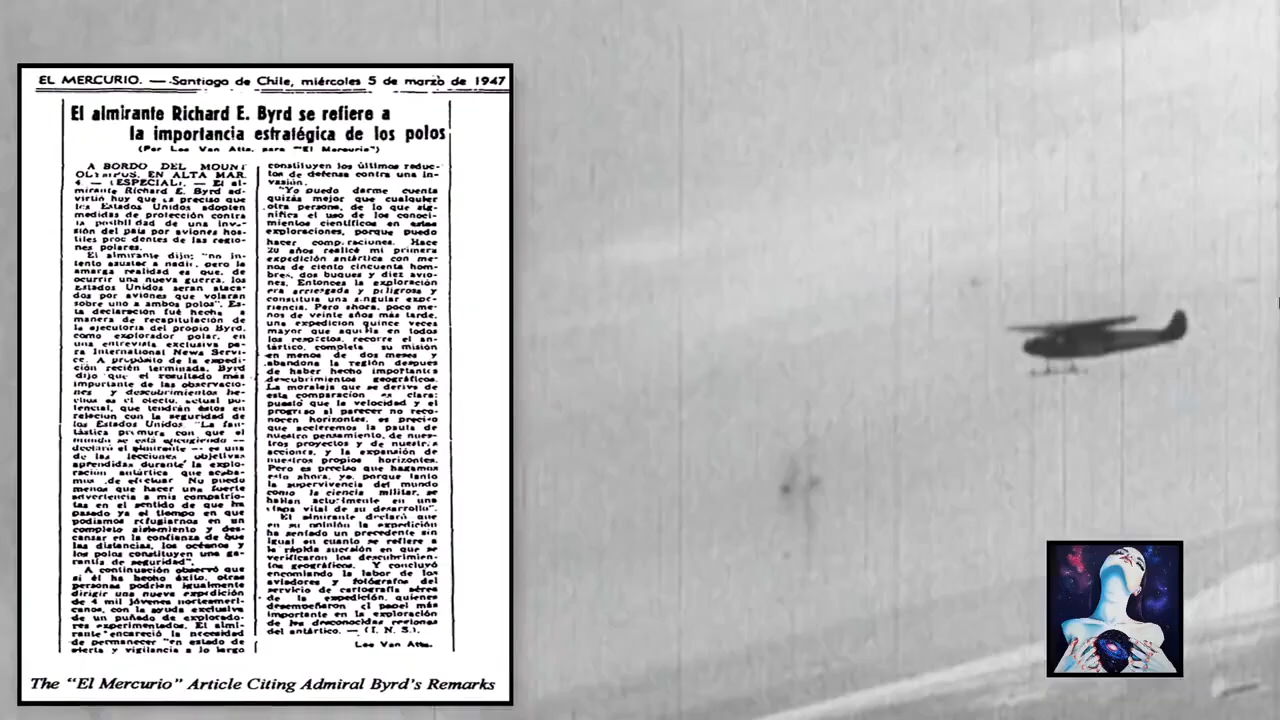 EL MERCURIO. — Santiago de Chile, miércoles 5 de marzo de 1947
El almirante Richard E. Byrd se refiere a
la importancia estratégica de los polos
(Por Lee Van Atta, para "El Mercurio")
A BORDO DEL MOUNT
OLYMPUS, EN ALTA MAR,
4. — (ESPECIAL). — El al-
mirante Richard E. Byrd ad-
virtió hoy que es preciso que
los Estados Unidos adopten
medidas de protección contra
la posibilidad de una inva-
sión del país por aviones hos-
tiles procedentes de las regio-
nes polares.
El almirante dijo: "no in-
tento asustar a nadie, pero la
amarga realidad es que, de
ocurrir una nueva guerra, los
Estados Unidos serán ataca-
dos por aviones que volarán
sobre uno o ambos polos". Es-
ta declaración fué hecha a
manera de recapitulación de
la ejecutoria del propio Byrd,
como explorador polar, en
una entrevista exclusiva pa-
ra International News Servi-
ce. A propósito de la expedi-
ción recién terminada, Byrd
dijo que el resultado más
importante de las observacio-
nes y descubrimientos he-
chos es el efecto, actual po-
tencial, que tendrán éstos en
relación con la seguridad de
los Estados Unidos. "La fan-
tástica premura con que el
mundo se está encogiendo —
declaró el almirante — es una
de las lecciones objetivas
aprendidas durante la explo-
ración antártica que acaba-
mos de efectuar. No puedo
menos que hacer una fuerte
advertencia a mis compatrio-
tas en el sentido de que ha
pasado ya el tiempo en que
podíamos refugiarnos en un
completo aislamiento y des-
cansar en la confianza de que
las distancias, los océanos y
los polos constituyen una ga-
rantía de seguridad".
A continuación observó que
si él ha hecho éxito, otras
personas podrían igualmente
dirigir una nueva expedición
de 4 mil jóvenes norteameri-
canos, con la ayuda exclusiva
de un puñado de explorado-
res experimentados. El almi-
rante encareció la necesidad
de permanecer "en estado de
alerta y vigilancia a lo largo
constituyen los últimos reduc-
tos de defensa contra una in-
vasión.
"Yo puedo darme cuenta
quizás mejor que cualquier
otra persona, de lo que sig-
nifica el uso de los conoci-
mientos científicos en estas
exploraciones, porque puedo
hacer comparaciones. Hace
20 años realicé mi primera
expedición antártica con me-
nos de ciento cincuenta hom-
bres, dos buques y diez avio-
nes. Entonces la exploración
era arriesgada y peligrosa y
constituía una singular expe-
riencia. Pero ahora, poco me-
nos de veinte años más tarde,
una expedición quince veces
mayor que aquella en todos
los respectos, recorre el an-
tártico, completa su misión
en menos de dos meses y
abandona la región después
de haber hecho importantes
descubrimientos geográficos.
La moraleja que se deriva de
esta comparación es clara:
puesto que la velocidad y el
progreso al parecer no reco-
nocen horizontes, es preciso
que aceleremos la pauta de
nuestro pensamiento, de nues-
tros proyectos y de nuestras
acciones, y la expansión de
nuestros propios horizontes.
Pero es preciso que hagamos
esto ahora, ya, porque tanto
la supervivencia del mundo
como la ciencia militar, se
hallan actualmente en una
etapa vital de su desarrollo".
El almirante declaró que
en su opinión la expedición
ha sentado un precedente sin
igual en cuanto se refiere a
la rápida sucesión en que se
verificaron los descubrimien-
tos geográficos. Y concluyó
encomiando la labor de los
aviadores y fotógrafos del
servicio de cartografía aérea
de la expedición, quienes
desempeñaron el papel más
importante en la exploración
de las desconocidas regiones
del antártico. — (I. N. S.).
Lee Van Atta.
The "El Mercurio" Article Citing Admiral Byrd's Remarks